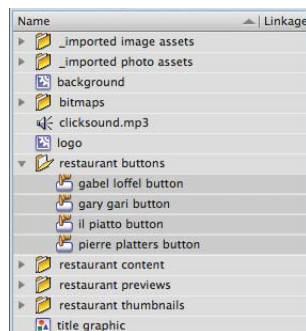 Name Linkage
_imported image assets
_imported photo assets
background
bitmaps
clicksound.mp3
logo
restaurant buttons
gabel loffel button
gary gari button
il piatto button
pierre platters button
restaurant content
restaurant previews
restaurant thumbnails
title graphic